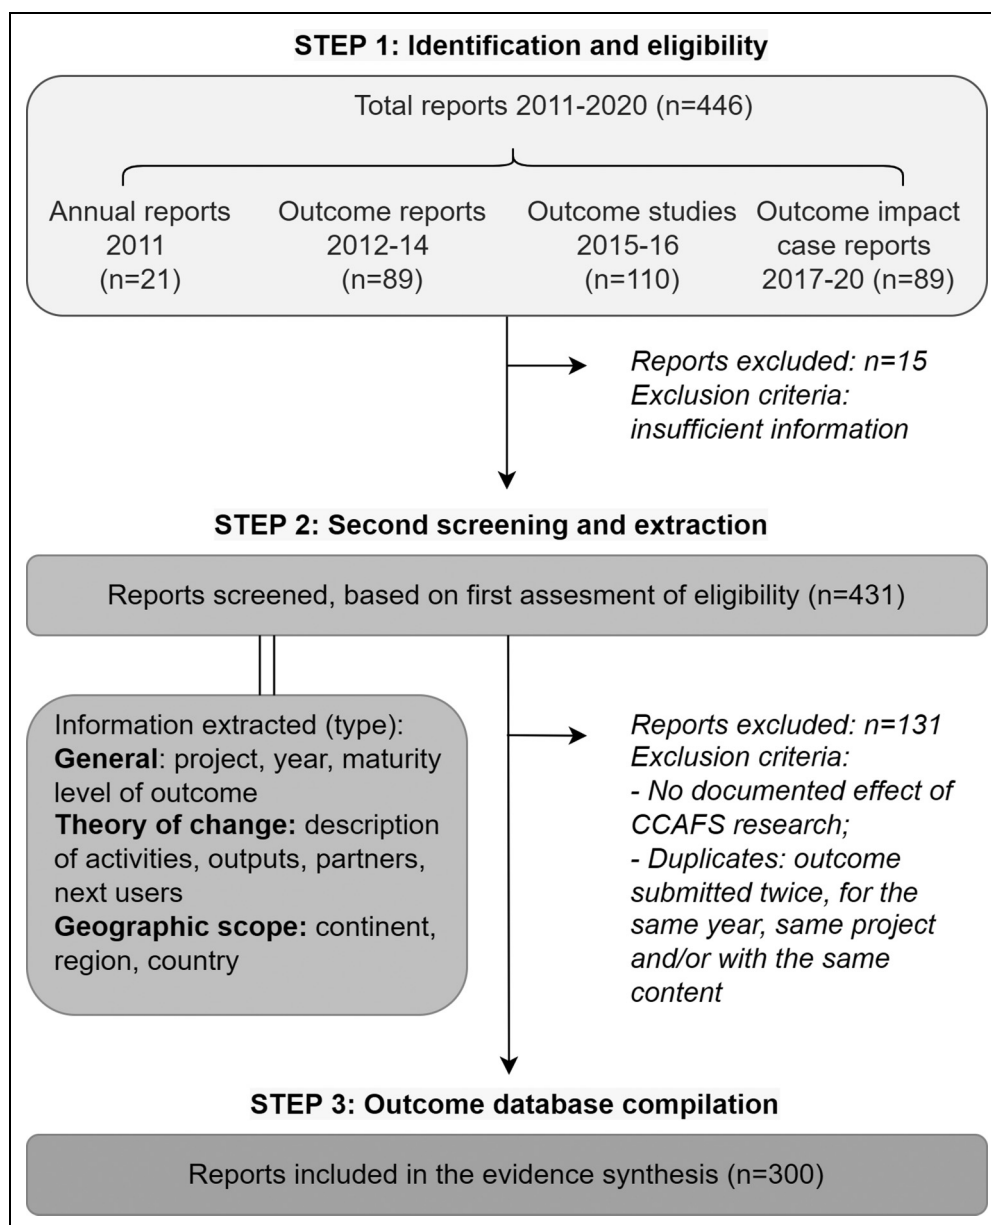 STEP 1: Identification and eligibility
Total reports 2011-2020 (n=446)
Annual reports
2011
(n=21)
Outcome reports
2012-14
(n=89)
Outcome studies
2015-16
(n=110)
Outcome impact
case reports
2017-20 (n=89)
Reports excluded: n=15
Exclusion criteria:
insufficient information
STEP 2: Second screening and extraction
Reports screened, based on first assesment of eligibility (n=431)
Information extracted (type):
General: project, year, maturity
level of outcome
Theory of change: description
of activities, outputs, partners,
next users
Geographic scope: continent,
region, country
Reports excluded: n=131
Exclusion criteria:
- No documented effect of
CCAFS research;
- Duplicates: outcome
submitted twice, for the
same year, same project
and/or with the same
content
STEP 3: Outcome database compilation
Reports included in the evidence synthesis (n=300)